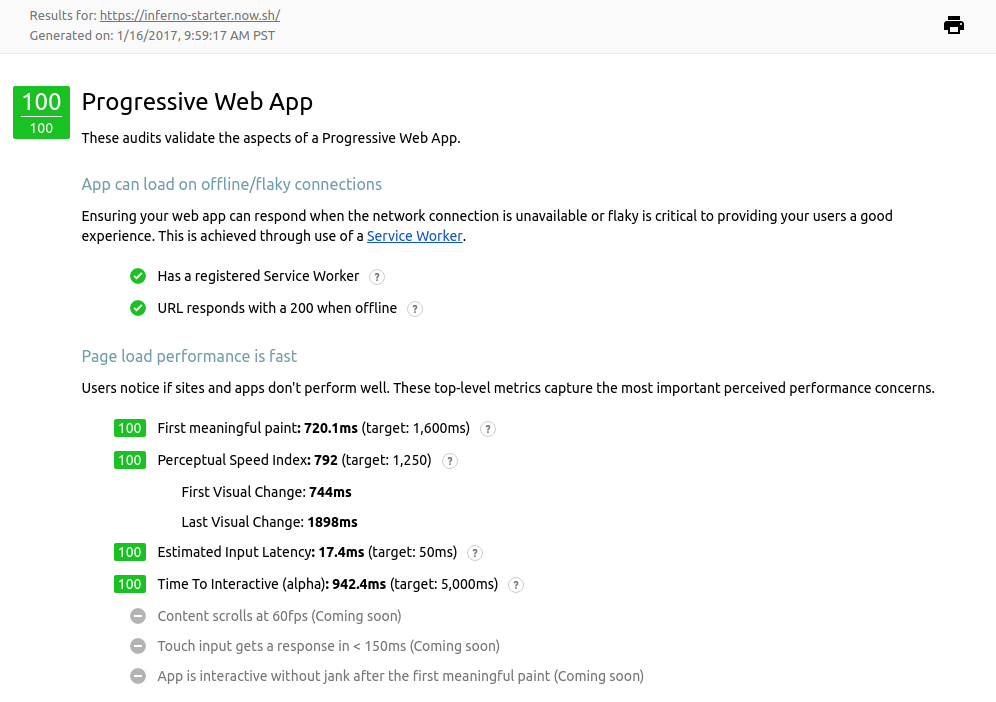 Results for: https://inferno-starter.now.sh/
Generated on: 1/16/2017, 9:59:17 AM PST
100
100
Progressive Web App
These audits validate the aspects of a Progressive Web App.
App can load on offline/flaky connections
Ensuring your web app can respond when the network connection is unavailable or flaky is critical to providing your users a good
experience. This is achieved through use of a Service Worker.
Has a registered Service Worker ?
URL responds with a 200 when offline ?
Page load performance is fast
Users notice if sites and apps don't perform well. These top-level metrics capture the most important perceived performance concerns.
100 First meaningful paint: 720.1ms (target: 1,600ms) ?
100 Perceptual Speed Index: 792 (target: 1,250) ?
First Visual Change: 744ms
Last Visual Change: 1898ms
100 Estimated Input Latency: 17.4ms (target: 50ms) ?
100 Time To Interactive (alpha): 942.4ms (target: 5,000ms) ?
Content scrolls at 60fps (Coming soon)
Touch input gets a response in < 150ms (Coming soon)
App is interactive without jank after the first meaningful paint (Coming soon)